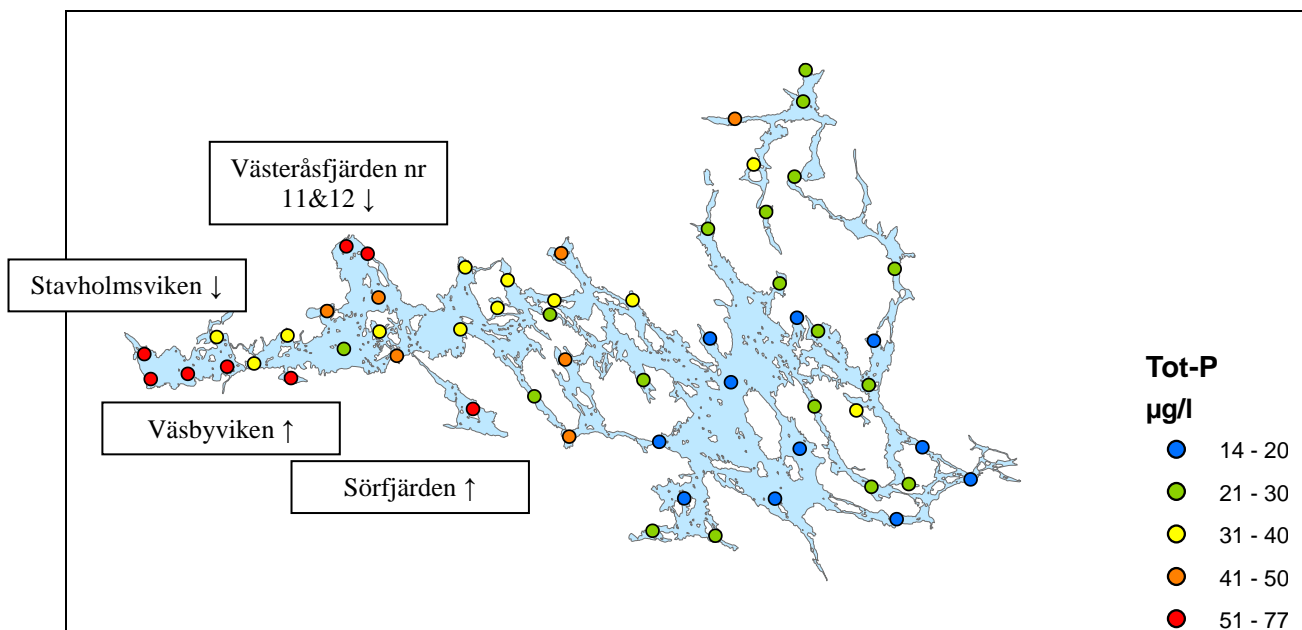 Västeråsfjärden nr
11&12 ↓
Stavholmsviken ↓
Väsbyviken ↑
Sörfjärden ↑
Tot-P
µg/l
14 - 20
21 - 30
31 - 40
41 - 50
51 - 77